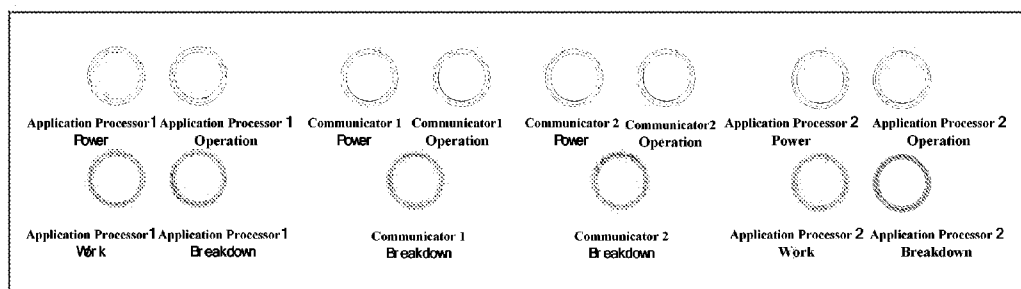 Application Processor1
Power
Application Processor 1
Operation
Communicator 1
Power
Communicator1
Operation
Communicator 2
Power
Communicator2
Operation
Application Processor 2
Power
Application Processor 2
Operation
Application Processor1
Work
Application Processor 1
Breakdown
Communicator 1
Breakdown
Communicator 2
Breakdown
Application Processor 2
Work
Application Processor 2
Breakdown